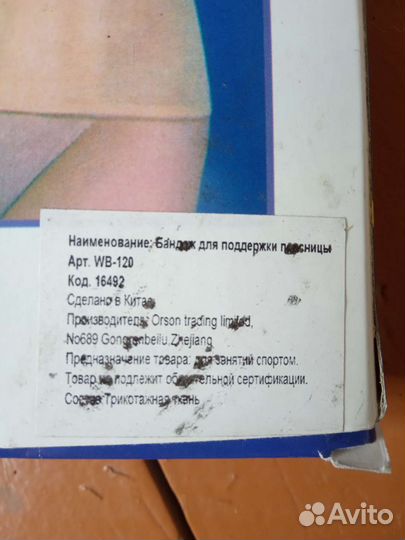 Наименование: Бандаж для поддержки поясницы
Арт. WB-120
Код. 16492
Сделано в Китае
Производитель: Orson trading limited,
No689 Gongrenbeilu,Zhejiang
Предназначение товара: для занятий спортом.
Товар не подлежит обязательной сертификации.
Состав Трикотажная ткань
Avito